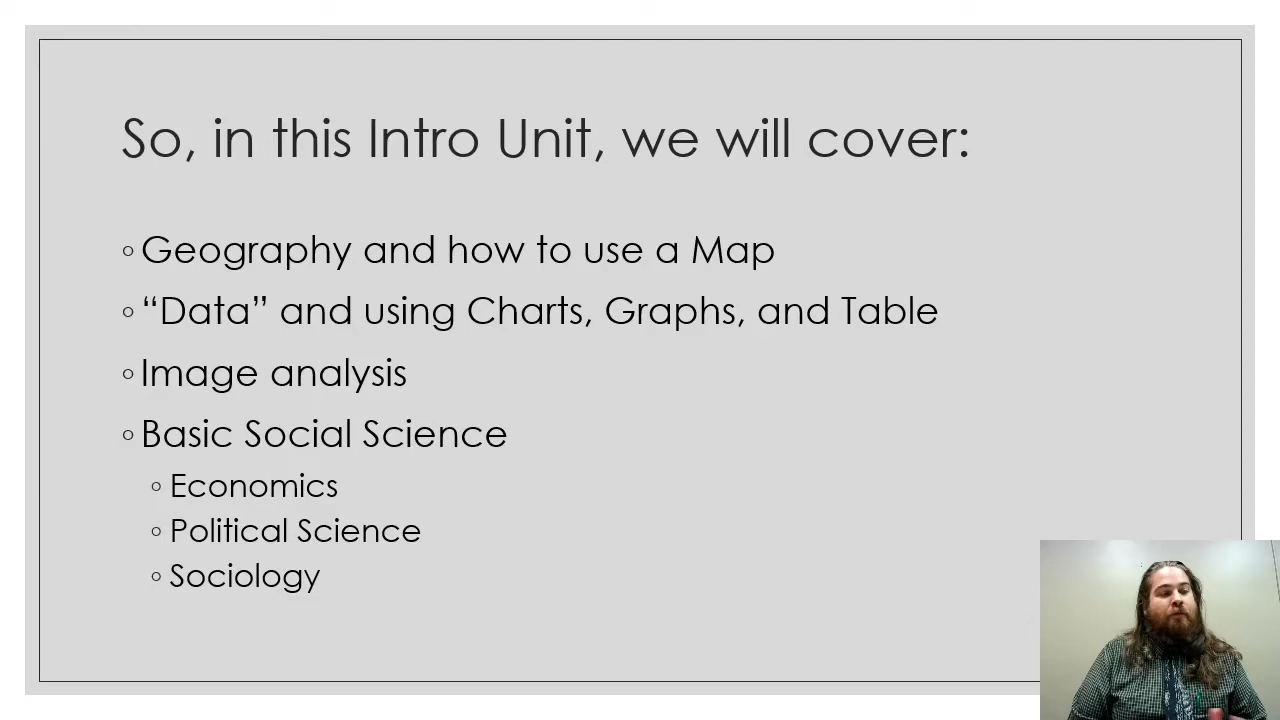 So, in this Intro Unit, we will cover:
◦ Geography and how to use a Map
◦ “Data” and using Charts, Graphs, and Table
◦ Image analysis
◦ Basic Social Science
◦ Economics
◦ Political Science
◦ Sociology